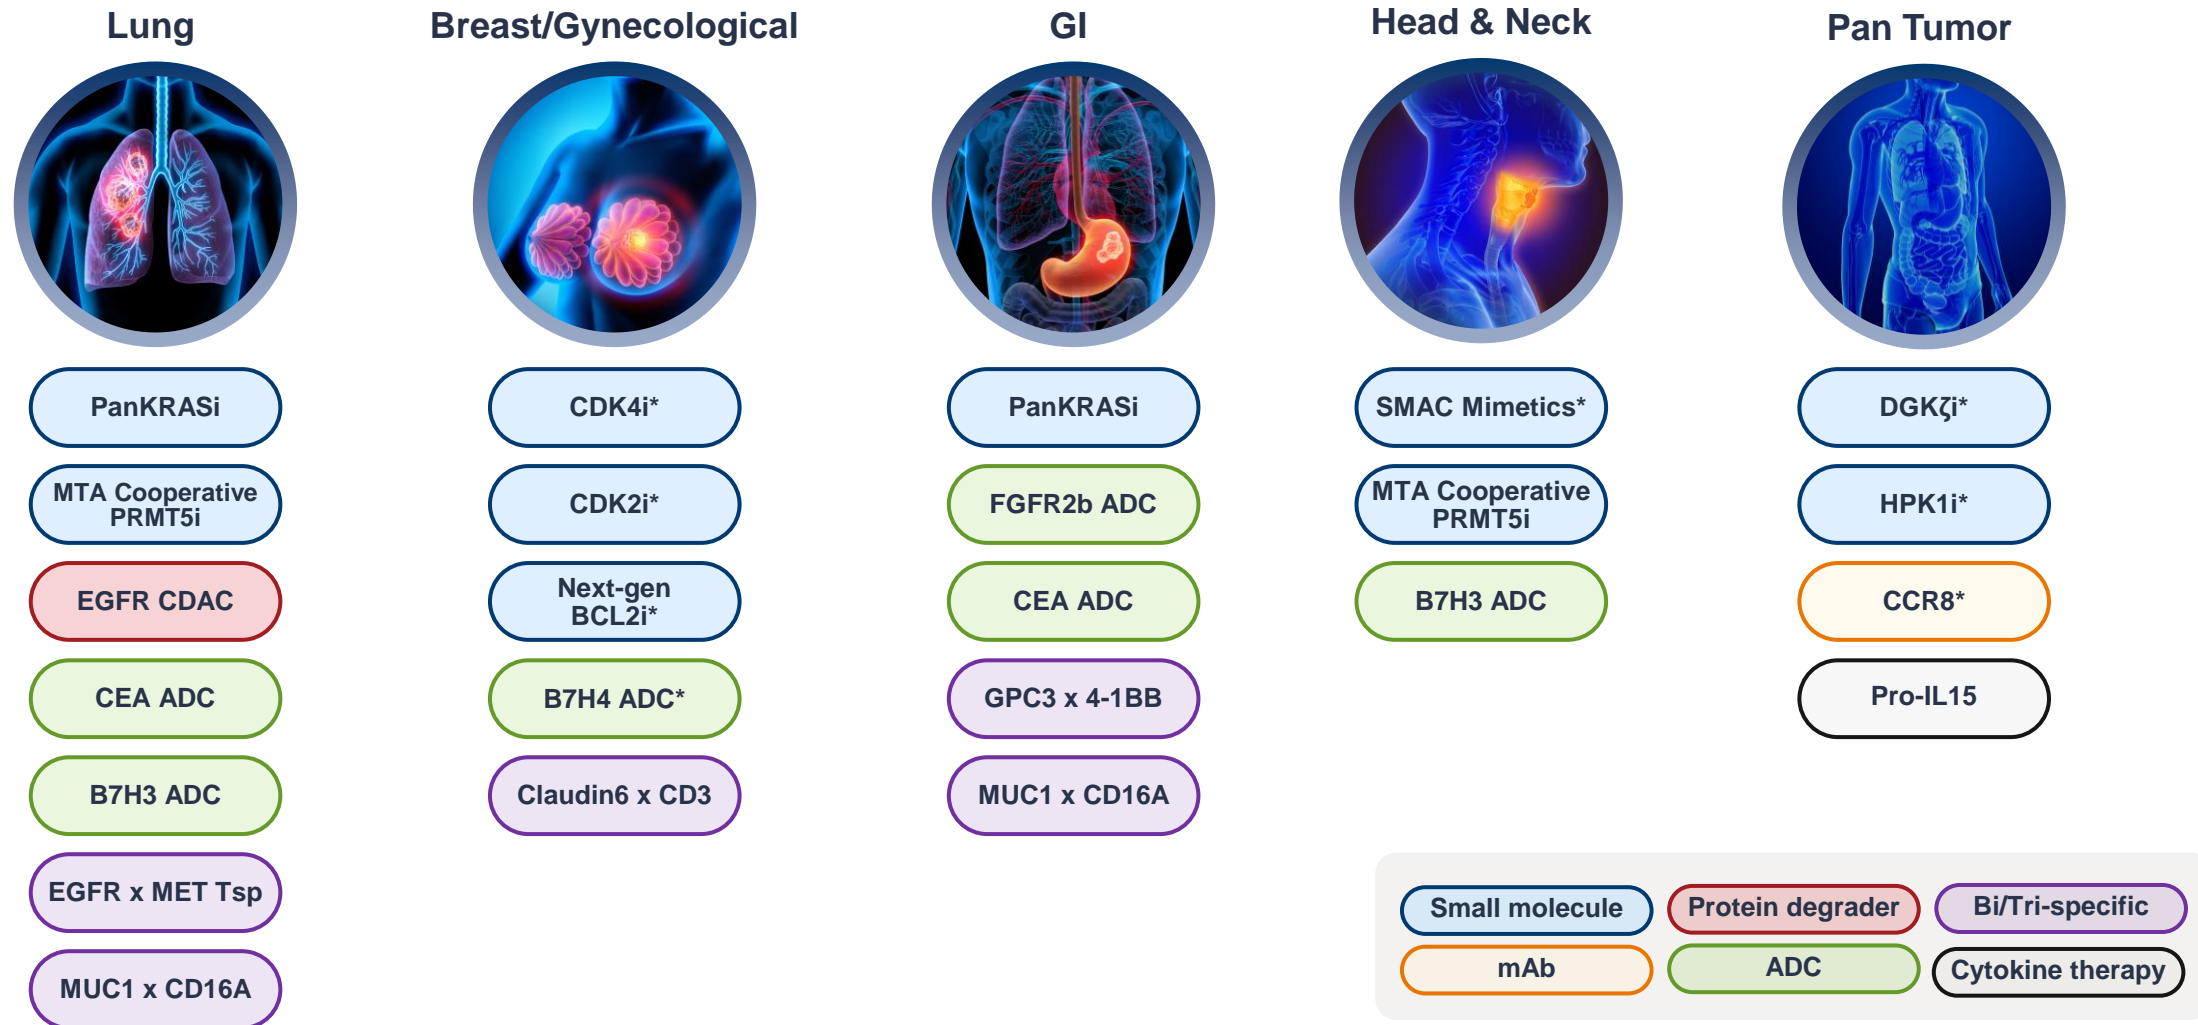 Lung
PanKRASi
MTA Cooperative
PRMT5i
EGFR CDAC
CEA ADC
B7H3 ADC
EGFR x MET Tsp
MUC1 x CD16A
Breast/Gynecological
CDK4i*
CDK2i*
Next-gen
BCL2i*
B7H4 ADC*
Claudin6 x CD3
GI
PanKRASi
FGFR2b ADC
CEA ADC
GPC3 x 4-1BB
MUC1 x CD16A
Head & Neck
SMAC Mimetics*
MTA Cooperative
PRMT5i
B7H3 ADC
Pan Tumor
DGKζi*
HPK1i*
CCR8*
Pro-IL15
Small molecule
Protein degrader
Bi/Tri-specific
mAb
ADC
Cytokine therapy